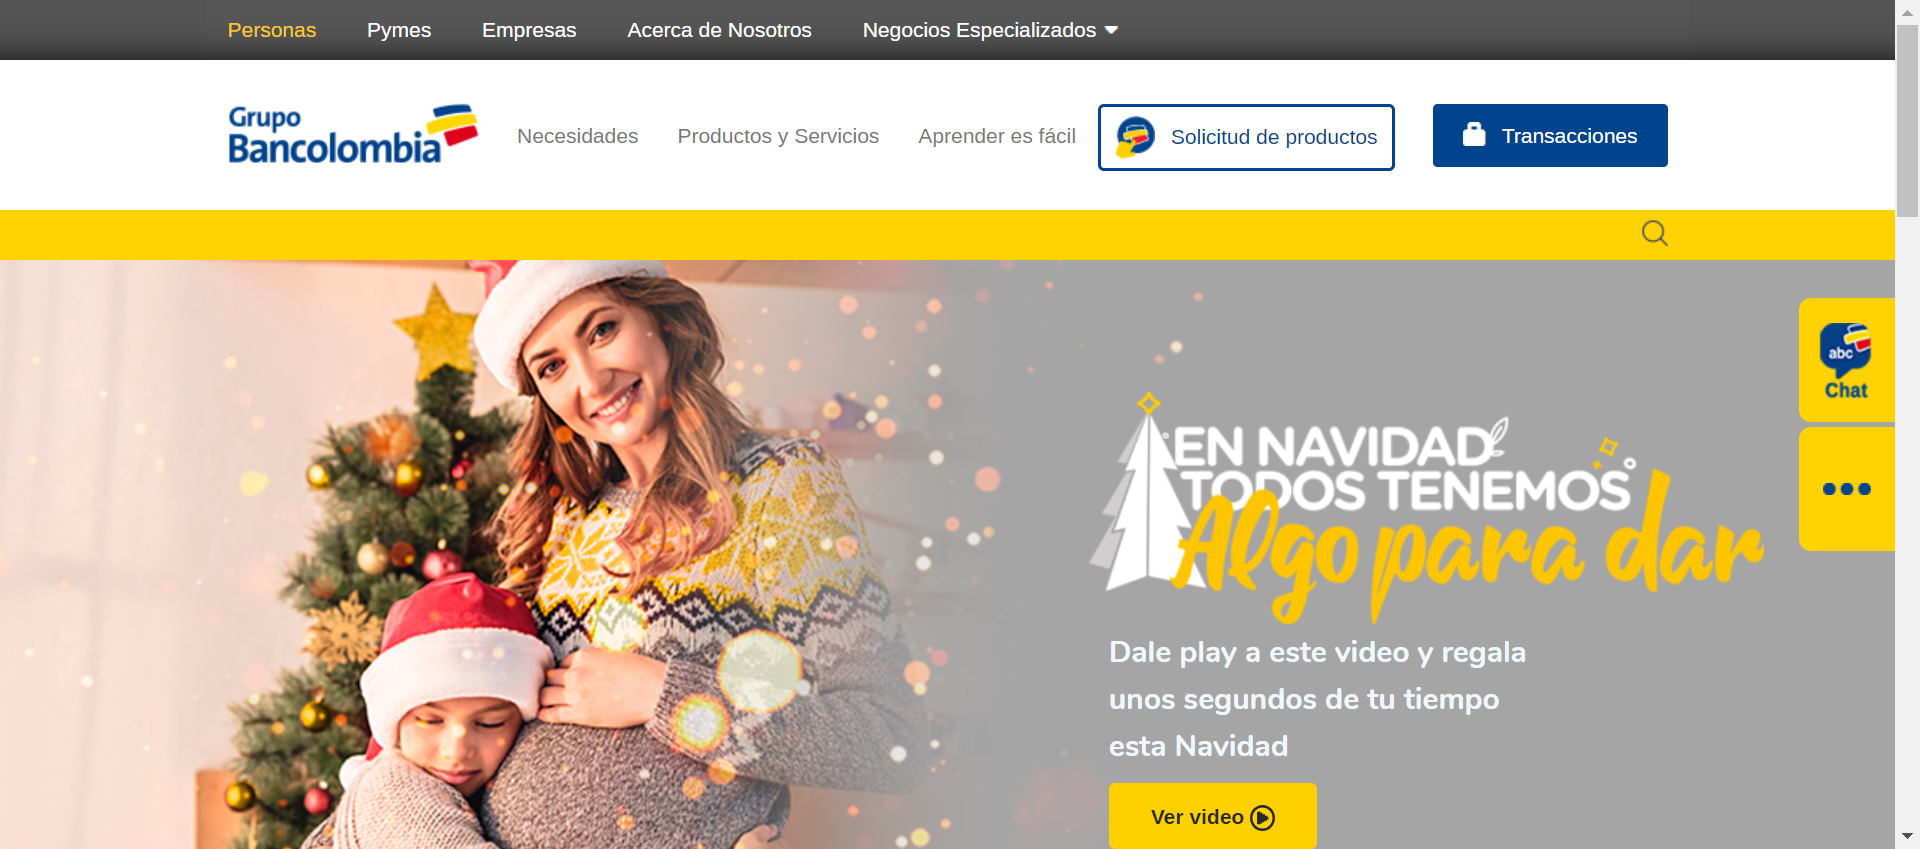 Personas Pymes Empresas Acerca de Nosotros Negocios Especializados
Grupo
Bancolombia
Necesidades Productos y Servicios Aprender es fácil Solicitud de productos Transacciones
abc
Chat
EN NAVIDAD
TODOS TENEMOS
Algo para dar
Dale play a este video y regala
unos segundos de tu tiempo
esta Navidad
Ver video